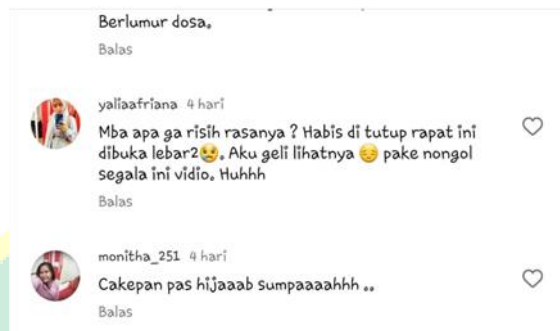 Berlumur dosa.
Balas
yaliaafriana 4 hari
Mba apa ga risih rasanya ? Habis di tutup rapat ini
dibuka lebar2😢. Aku geli lihatnya 😔 pake nongol
segala ini vidio. Huhhh
Balas
monitha_251 4 hari
Cakepan pas hijaaab sumpaaaahhh ..
Balas